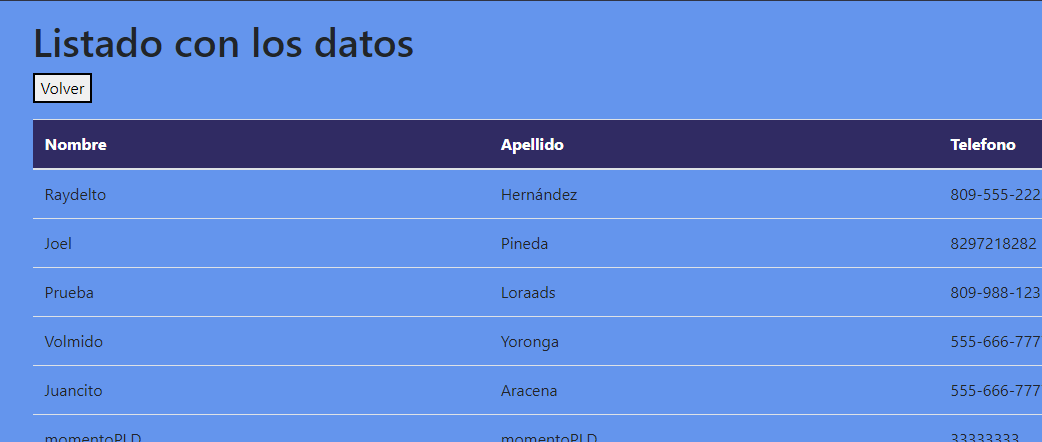 Listado con los datos
Volver
Nombre Apellido Telefono
Raydelto Hernández 809-555-222
Joel Pineda 8297218282
Prueba Loraads 809-988-123
Volmido Yoronga 555-666-777
Juancito Aracena 555-666-777
momentoPLD momentoPLD 33333333